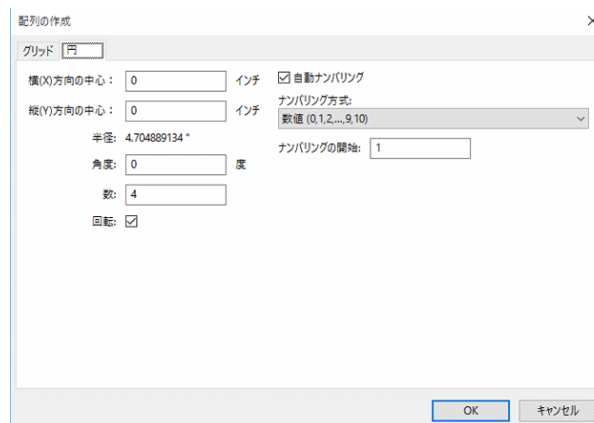 配列の作成
グリッド 円
横(X)方向の中心： 0 インチ
縦(Y)方向の中心： 0 インチ
半径: 4.704889134 "
角度: 0 度
数: 4
回転:
自動ナンバリング
ナンバリング方式:
数値 (0,1,2,...,9,10)
ナンバリングの開始: 1
OK キャンセル